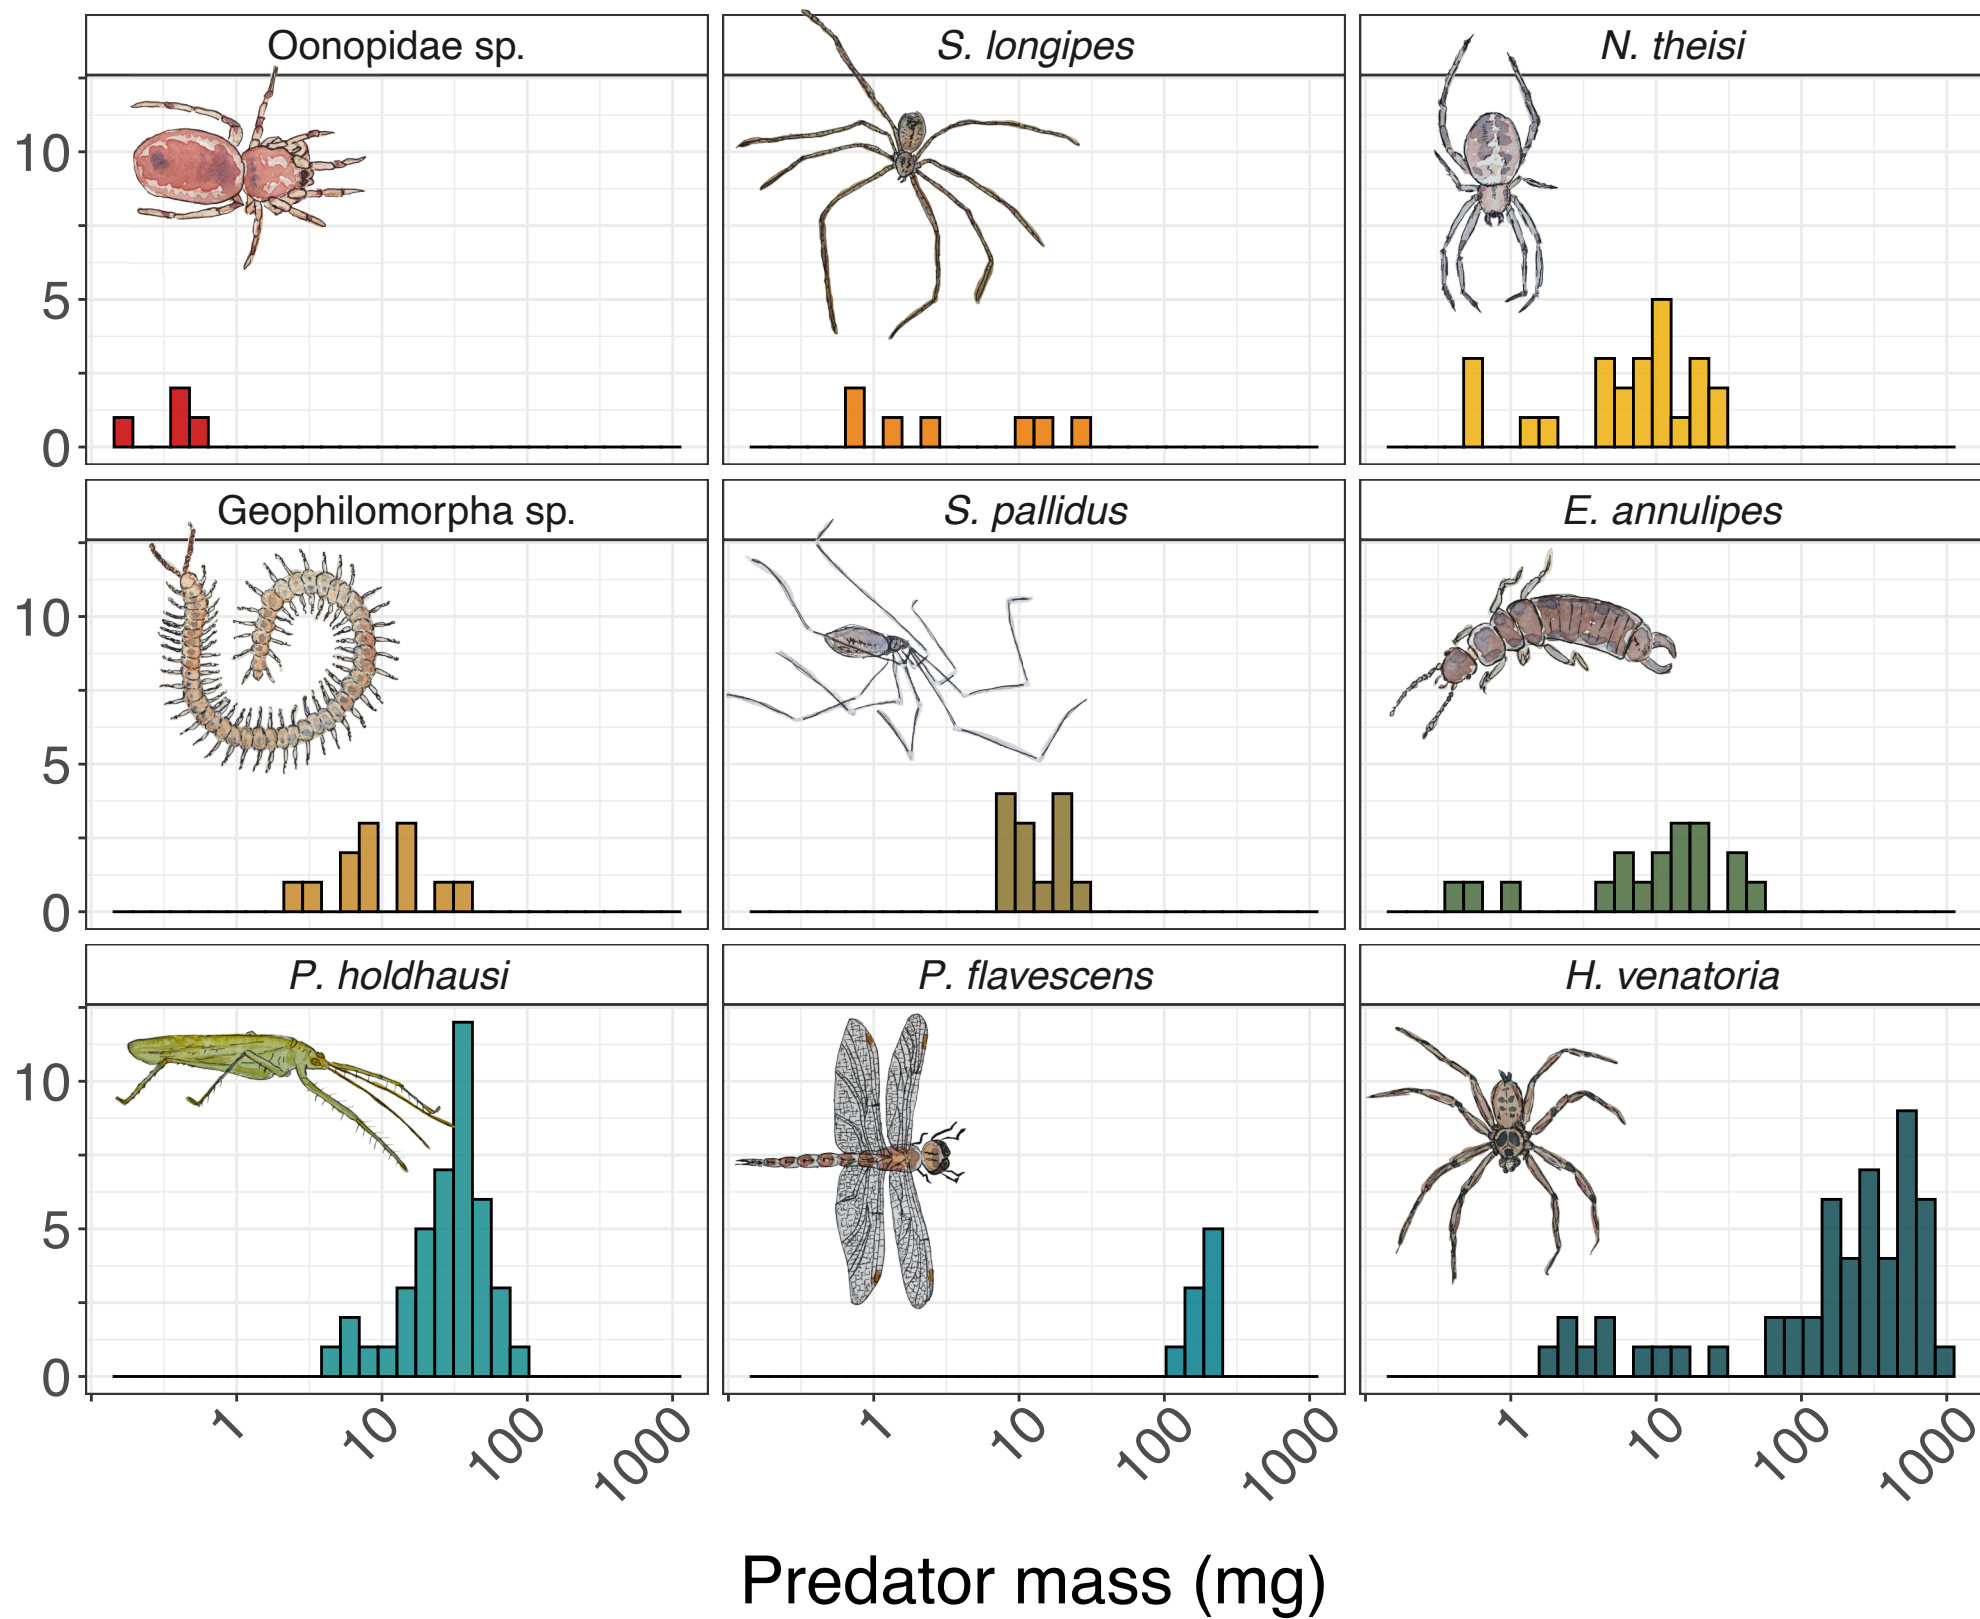 Oonopidae sp. S. longipes N. theisi
10
5
0
Geophilomorpha sp. S. pallidus E. annulipes
10
5
0
P. holdhausi P. flavescens H. venatoria
10
5
0
1 10 100 1000 1 10 100 1000 1 10 100 1000
Predator mass (mg)